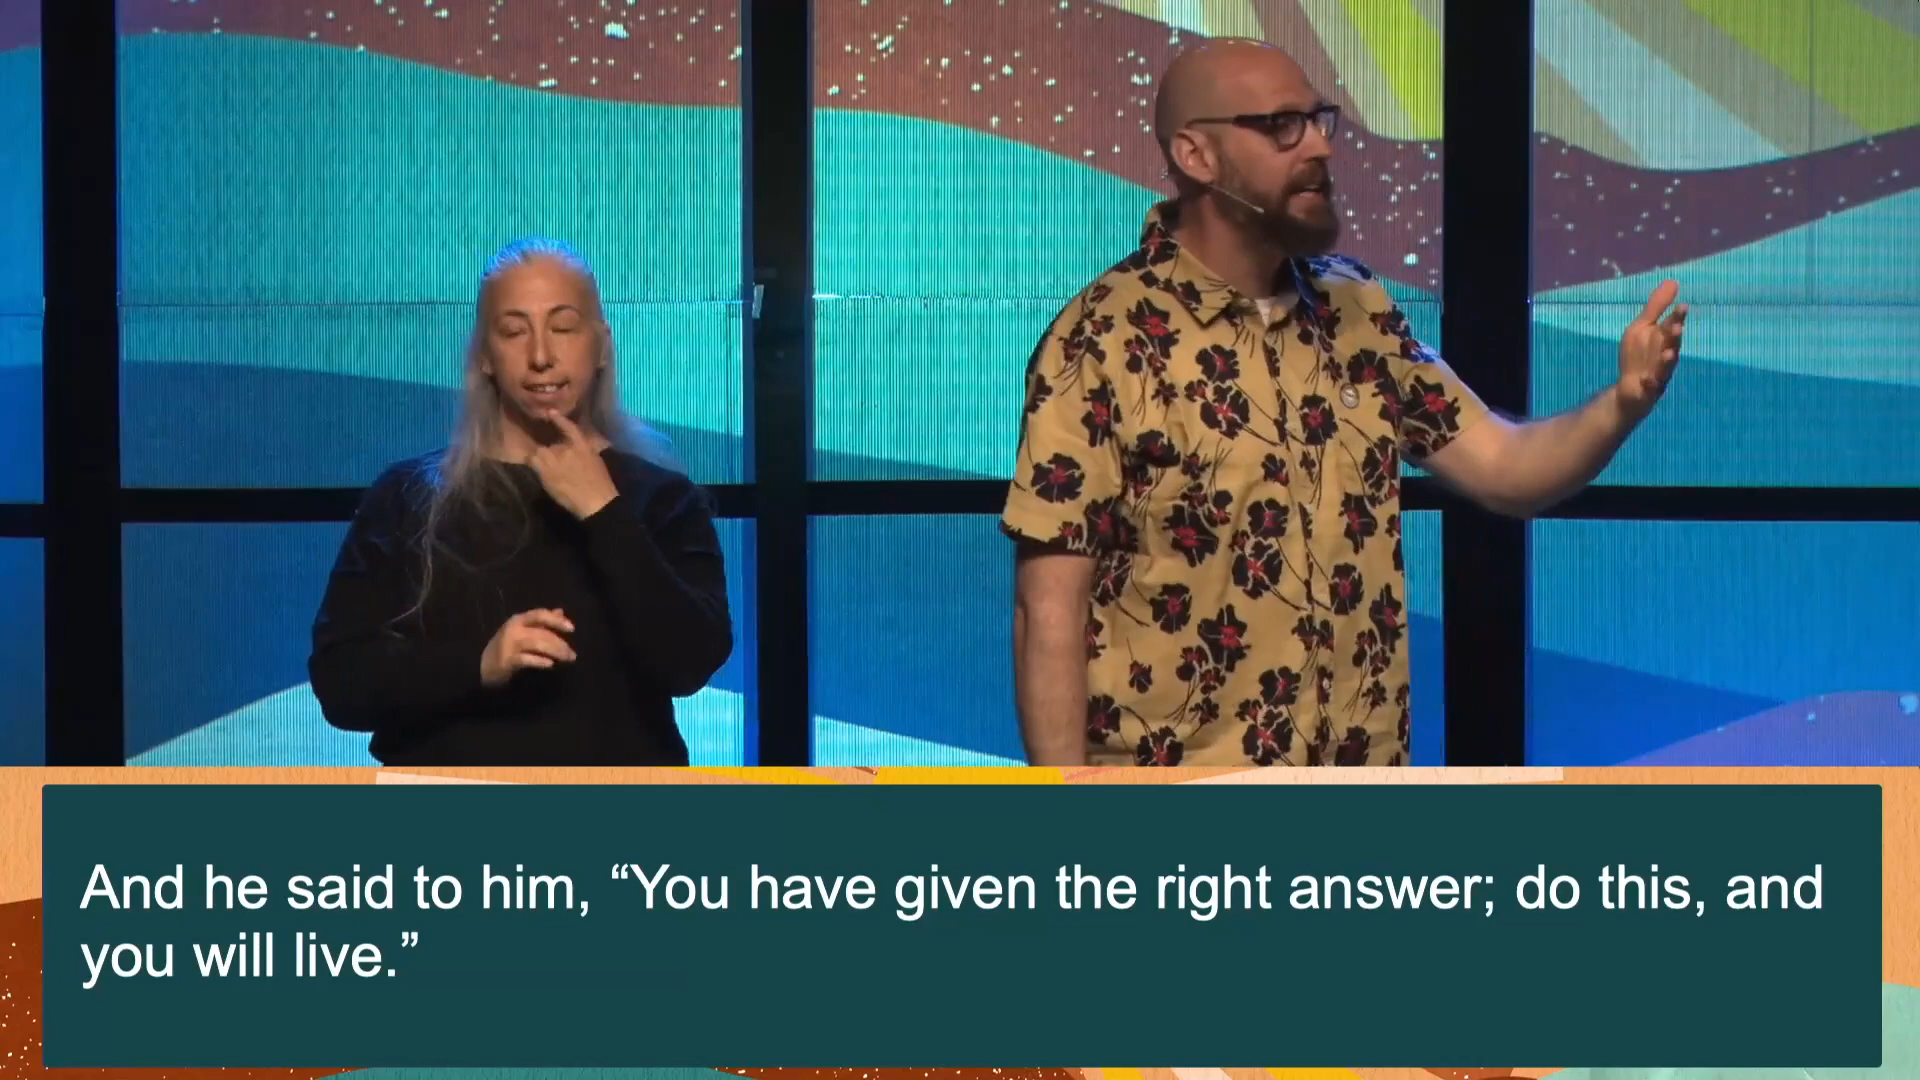 And he said to him, “You have given the right answer; do this, and
you will live.”